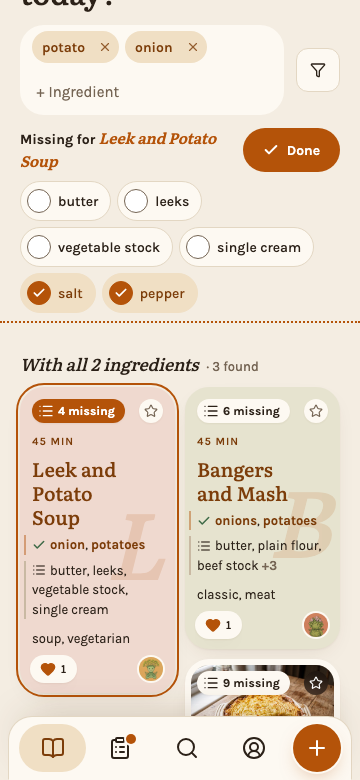 today?
potato
onion
+ Ingredient
Missing for Leek and Potato
Soup
Done
butter
leeks
vegetable stock
single cream
salt
pepper
With all 2 ingredients · 3 found
4 missing
45 MIN
Leek and
Potato
Soup
L
onion, potatoes
butter, leeks,
vegetable stock,
single cream
soup, vegetarian
1
6 missing
45 MIN
Bangers
and Mash
B
onions, potatoes
butter, plain flour,
beef stock +3
classic, meat
1
9 missing